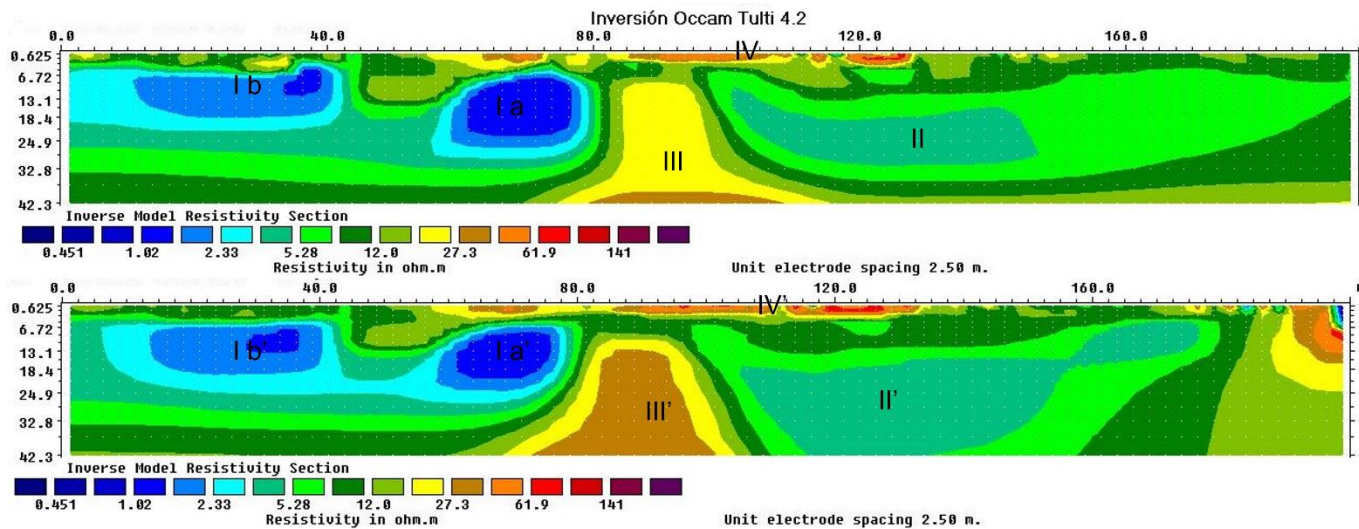 Inversión Occam Tulti 4.2
0.0 40.0 80.0 120.0 160.0
0.625
6.72
13.1
18.4
24.9
32.8
42.3
I b
I a
IV
II
III
Inverse Model Resistivity Section
0.451 1.02 2.33 5.28 12.0 27.3 61.9 141
Resistivity in ohm.m Unit electrode spacing 2.50 m.
0.0 40.0 80.0 120.0 160.0
0.625
6.72
13.1
18.4
24.9
32.8
42.3
I b'
I a'
IV'
II'
III'
Inverse Model Resistivity Section
0.451 1.02 2.33 5.28 12.0 27.3 61.9 141
Resistivity in ohm.m Unit electrode spacing 2.50 m.